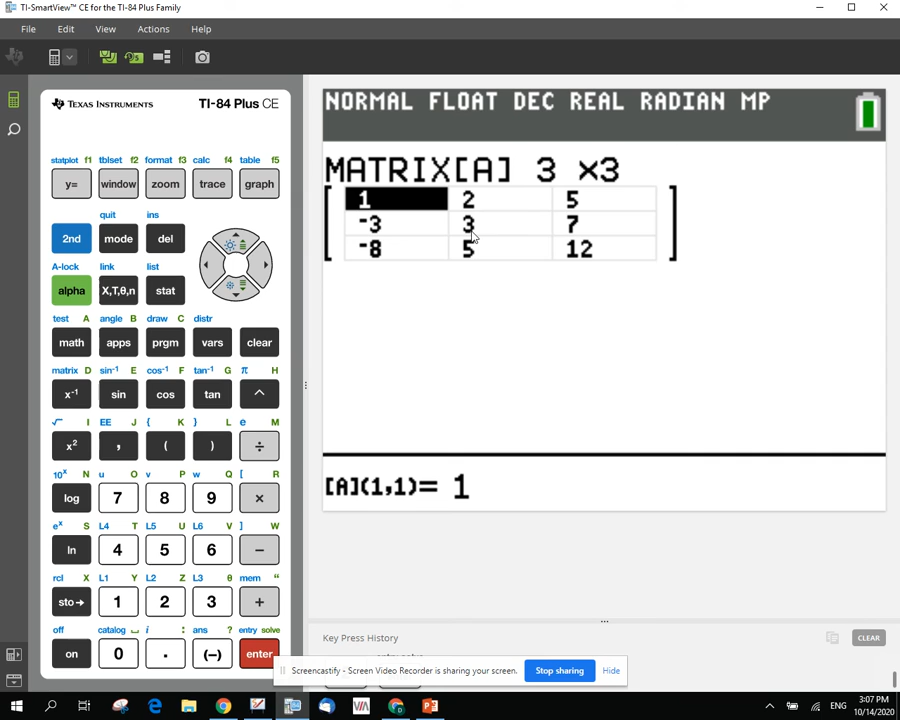 TI-SmartView™ CE for the TI-84 Plus Family
File Edit View Actions Help
TEXAS INSTRUMENTS TI-84 Plus CE
statplot f1 tblset f2 format f3 calc f4 table f5
y= window zoom trace graph
quit ins
2nd mode del
A-lock link list
alpha X,T,θ,n stat
test A angle B draw C distr
math apps prgm vars clear
matrix D sin⁻¹ E cos⁻¹ F tan⁻¹ G π H
x⁻¹ sin cos tan ^
√ I EE J { K } L e M
x² , ( ) ÷
10ˣ N u O v P w Q [ R
log 7 8 9 ×
eˣ S L4 T L5 U L6 V ] W
ln 4 5 6 −
rcl X L1 Y L2 Z L3 θ mem “
sto→ 1 2 3 +
off catalog ⎵ i : ans ? entry solve
on 0 . (−) enter
NORMAL FLOAT DEC REAL RADIAN MP
MATRIX[A] 3 ×3
1 2 5
-3 3 7
-8 5 12
[A](1,1)= 1
Key Press History
CLEAR
Screencastify - Screen Video Recorder is sharing your screen. Stop sharing Hide
VIA
3:07 PM
10/14/2020